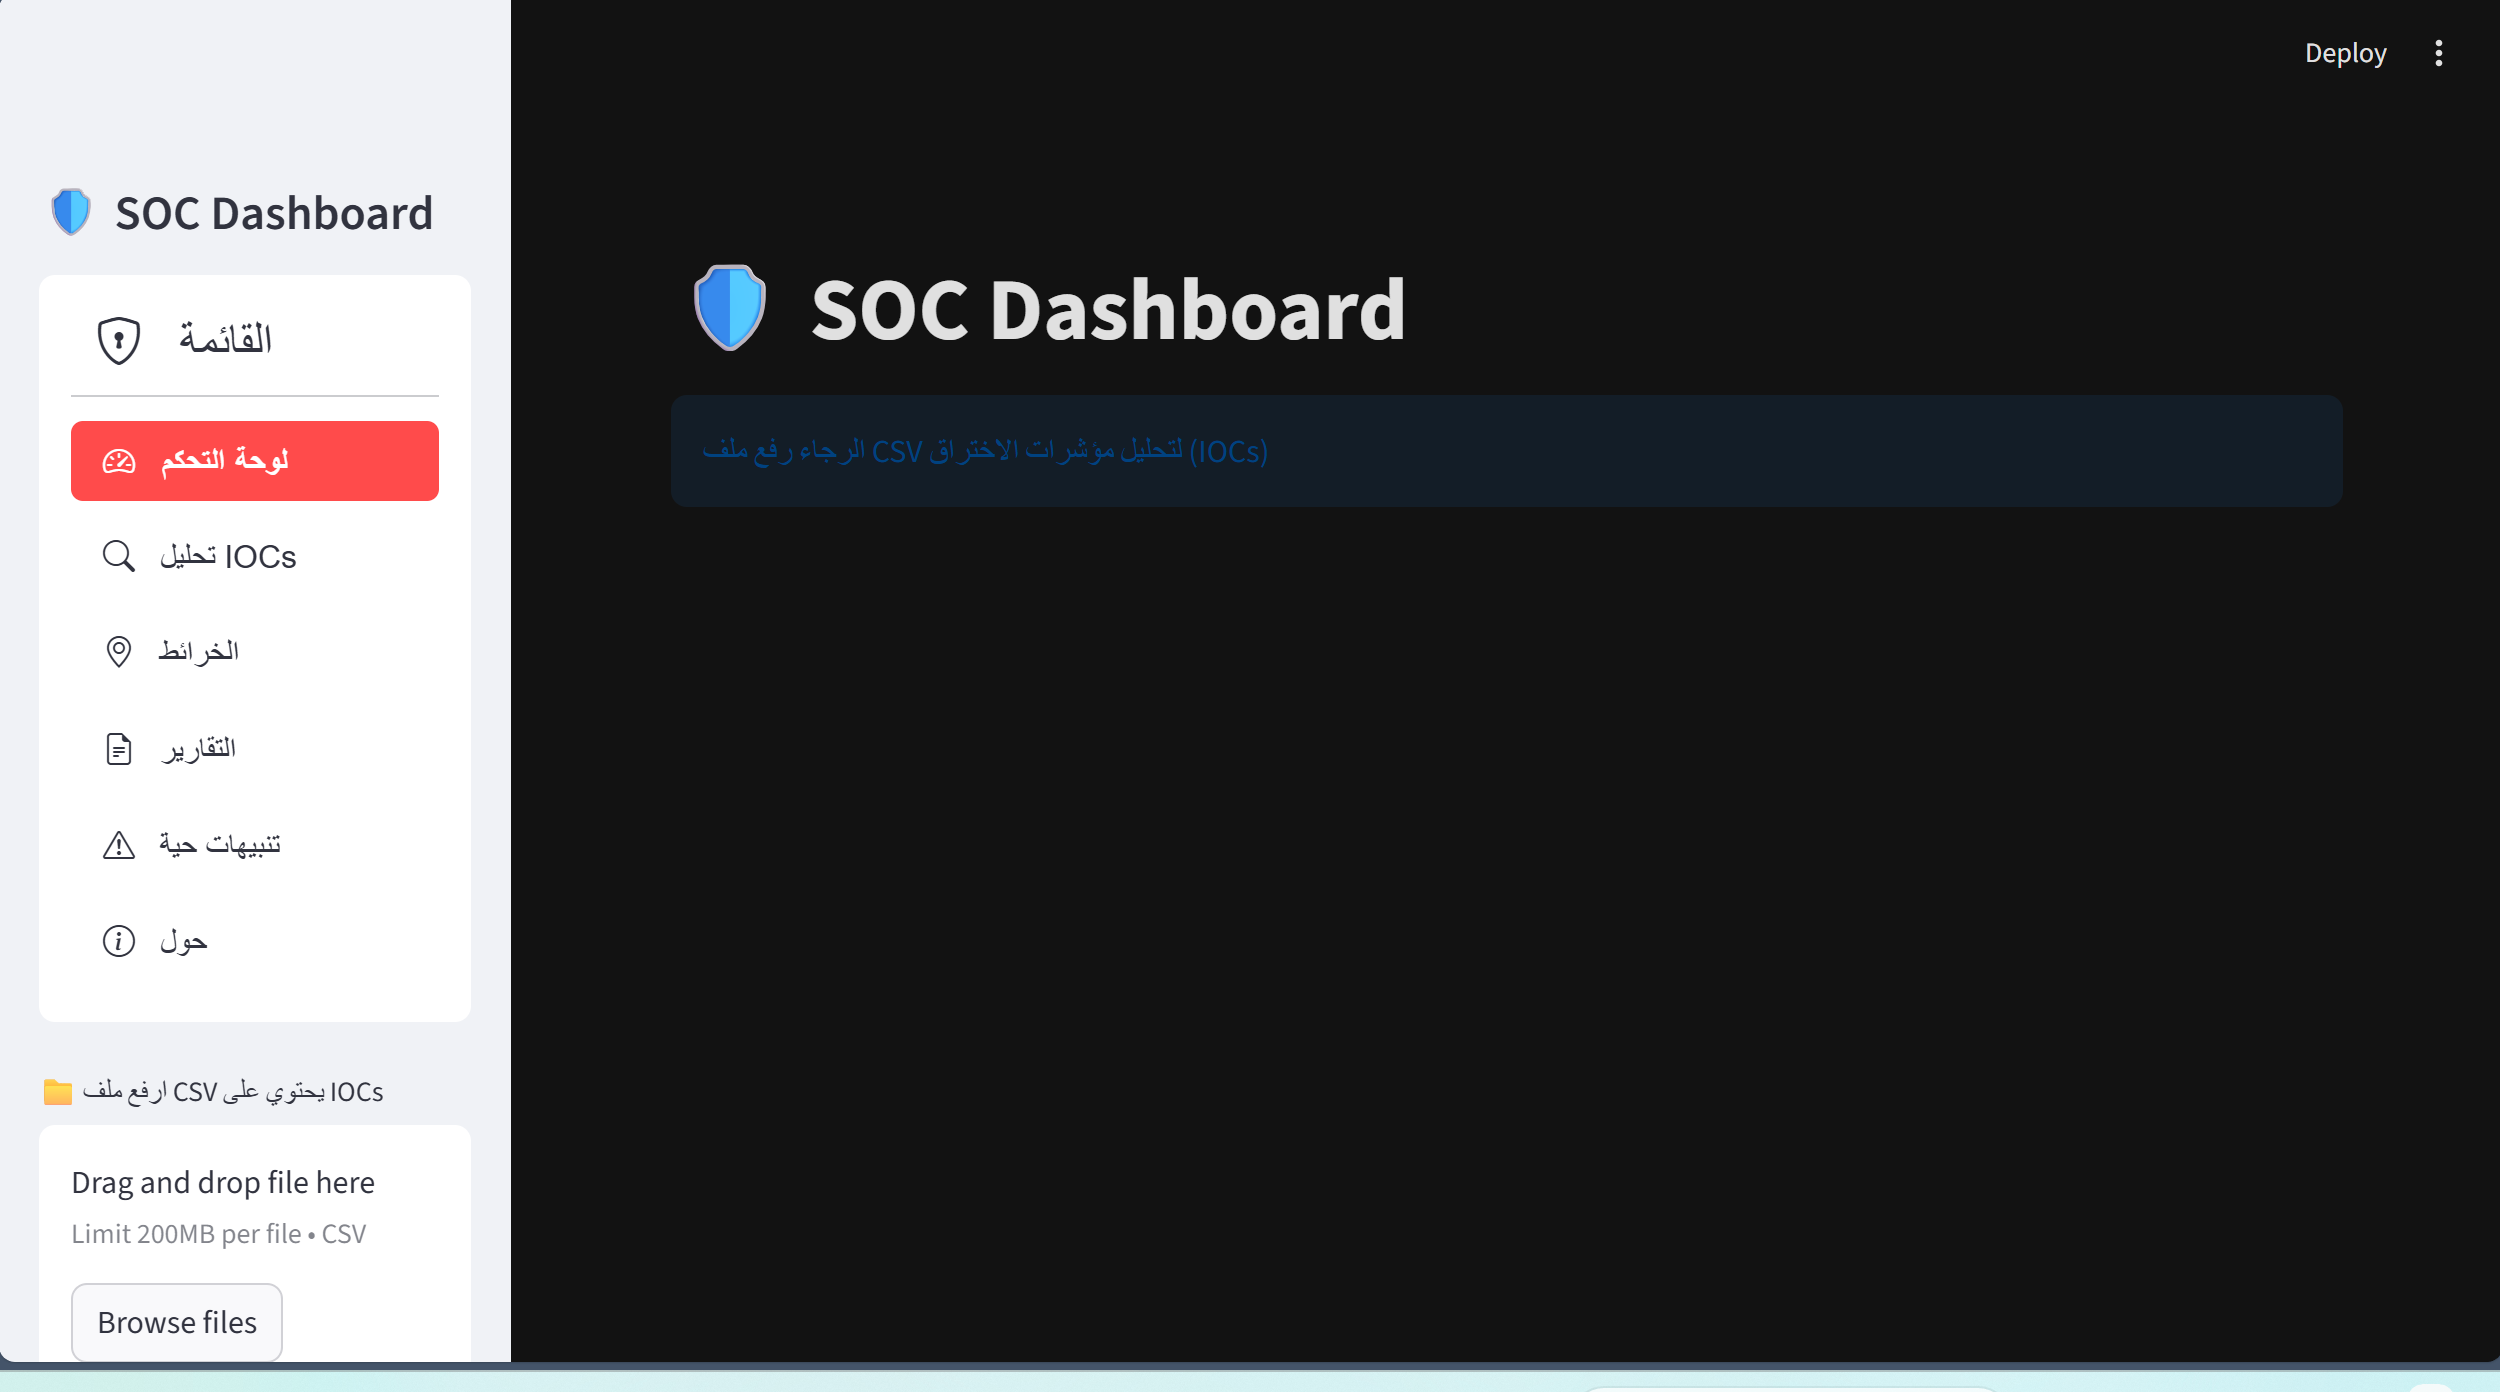 Deploy
SOC Dashboard
القائمة
لوحة التحكم
تحليل IOCs
الخرائط
التقارير
تنبيهات حية
حول
ارفع ملف CSV يحتوي على IOCs
Drag and drop file here
Limit 200MB per file • CSV
Browse files
SOC Dashboard
الرجاء رفع ملف CSV لتحليل مؤشرات الاختراق (IOCs)